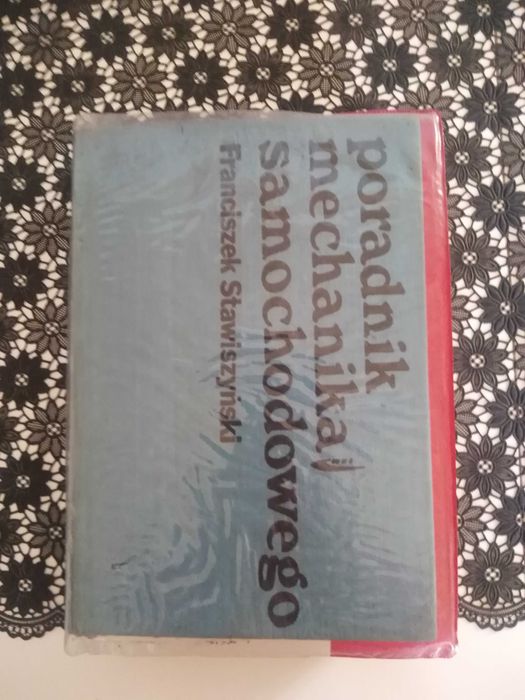 poradnik
mechanika
samochodowego
Franciszek Stawiszyński